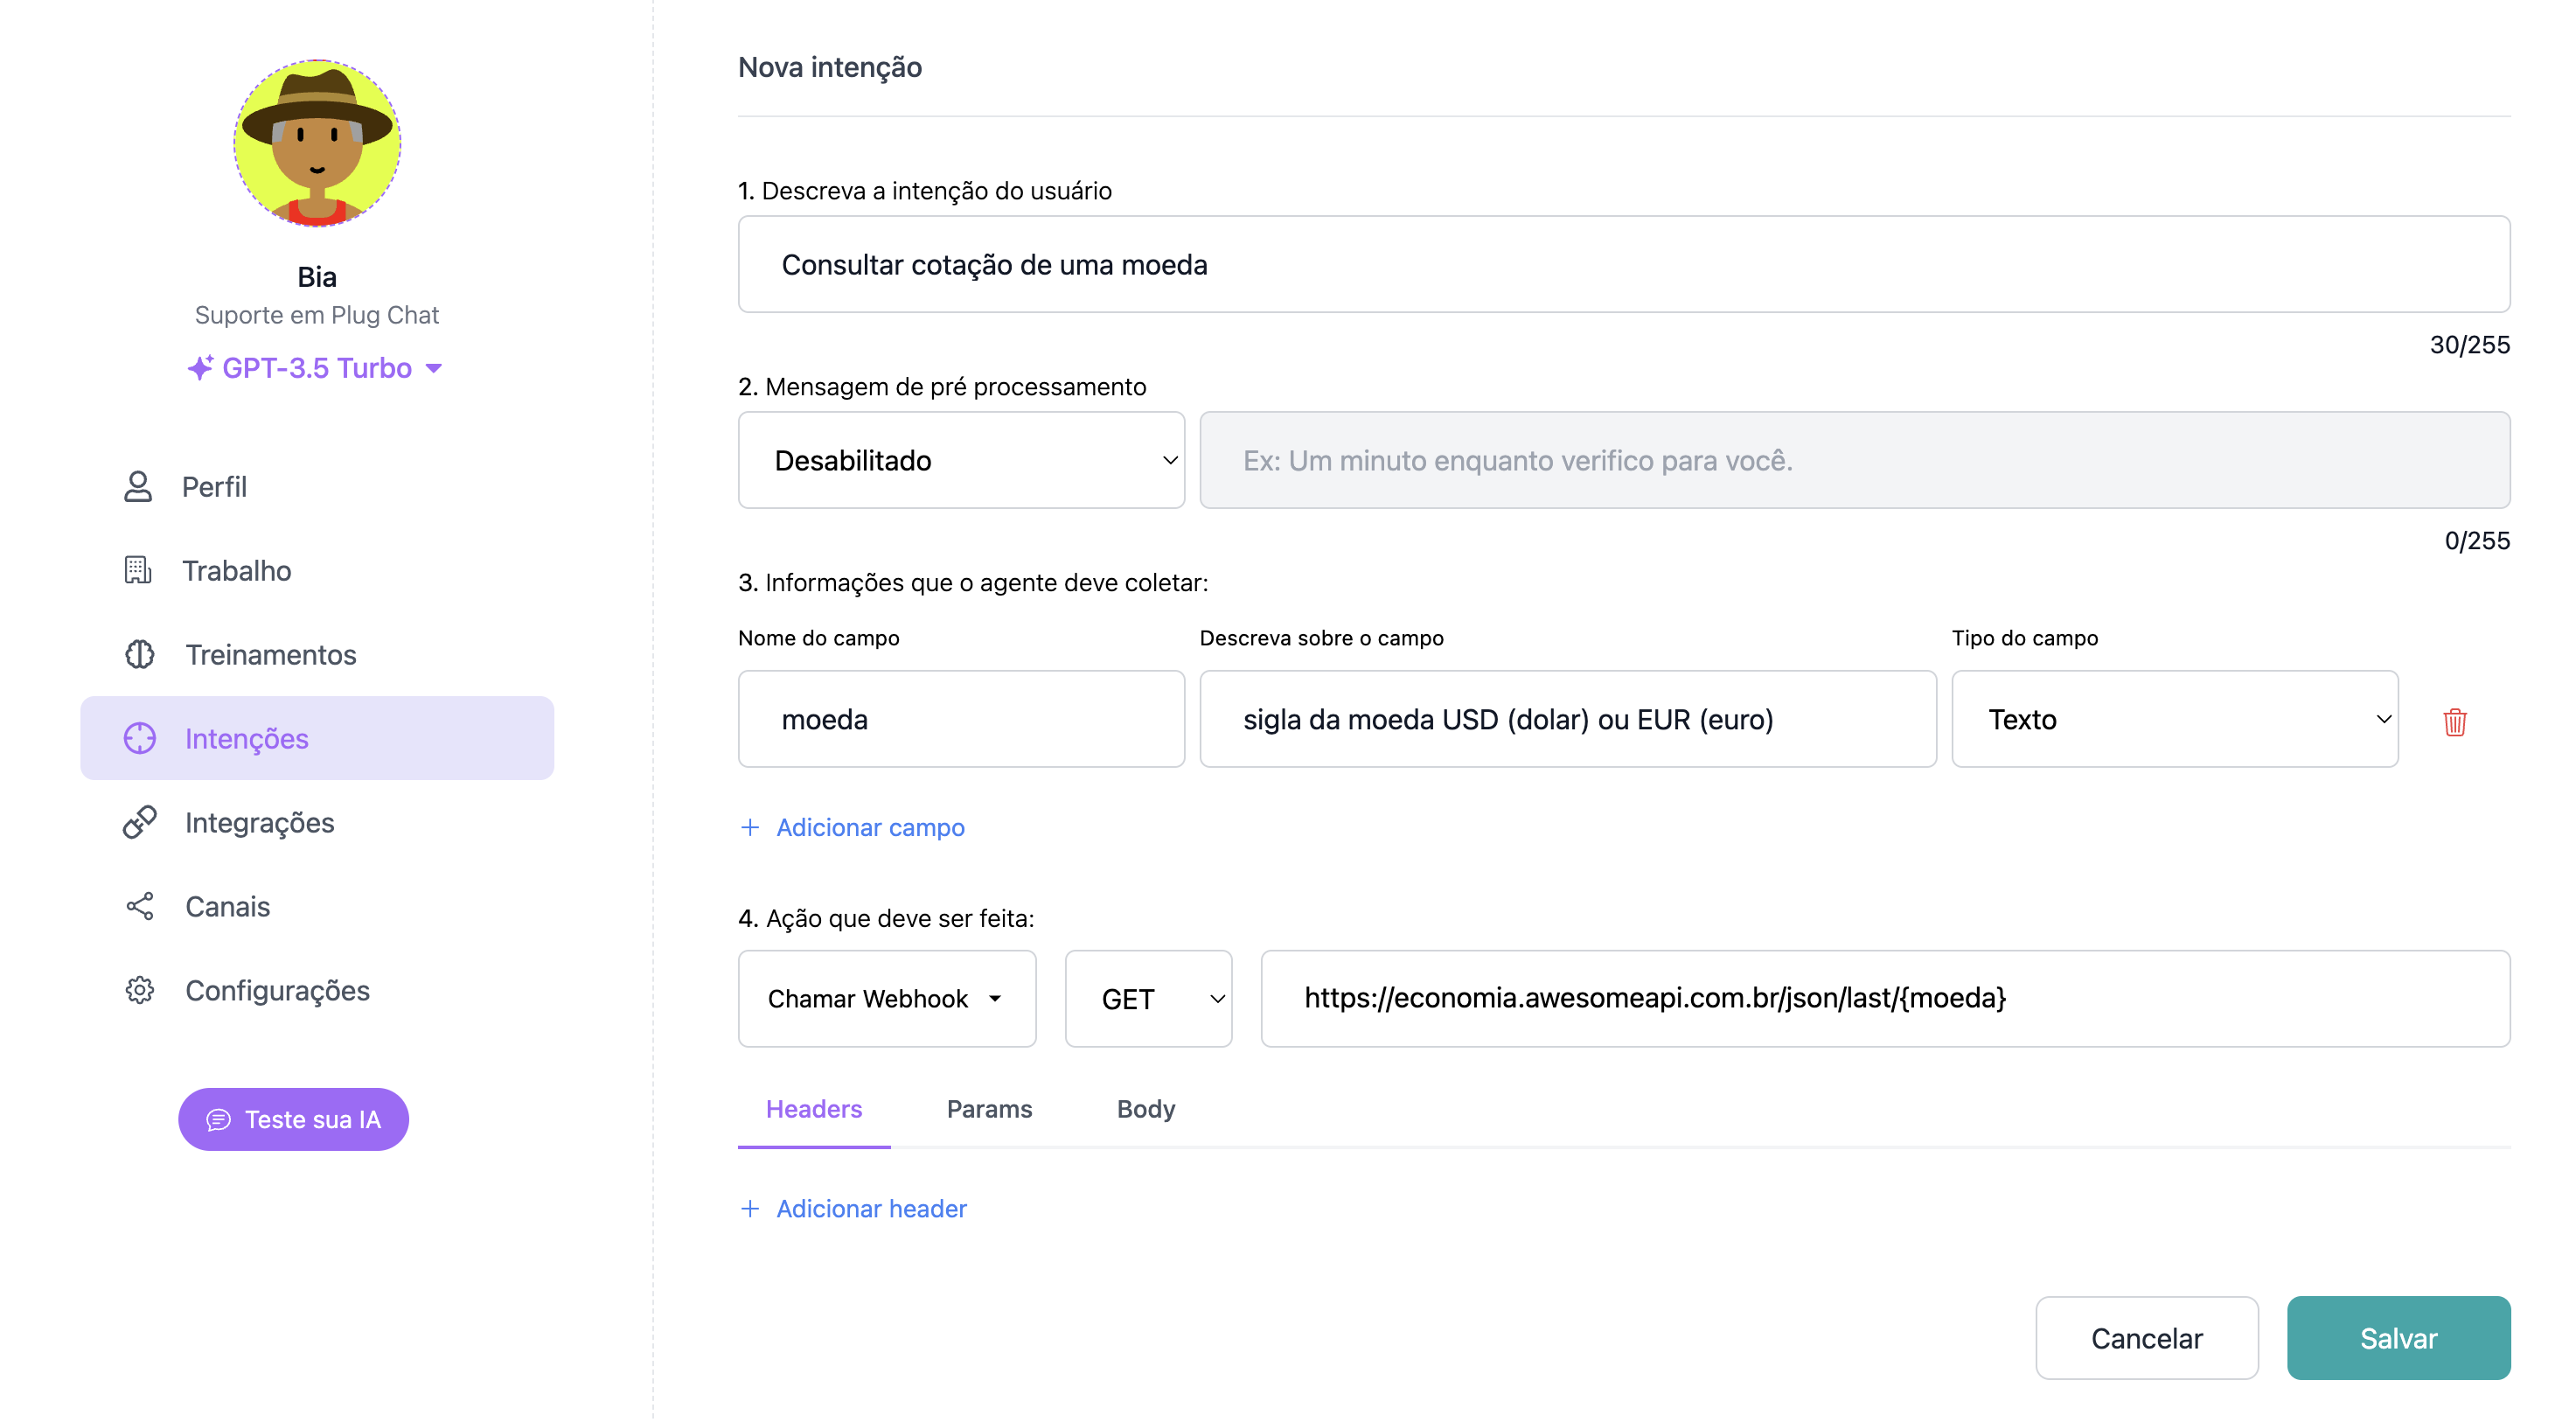 Bia
Suporte em Plug Chat
GPT-3.5 Turbo
Perfil
Trabalho
Treinamentos
Intenções
Integrações
Canais
Configurações
Teste sua IA
Nova intenção
1. Descreva a intenção do usuário
Consultar cotação de uma moeda
30/255
2. Mensagem de pré processamento
Desabilitado
Ex: Um minuto enquanto verifico para você.
0/255
3. Informações que o agente deve coletar:
Nome do campo Descreva sobre o campo Tipo do campo
moeda sigla da moeda USD (dolar) ou EUR (euro) Texto
+ Adicionar campo
4. Ação que deve ser feita:
Chamar Webhook GET https://economia.awesomeapi.com.br/json/last/{moeda}
Headers Params Body
+ Adicionar header
Cancelar Salvar